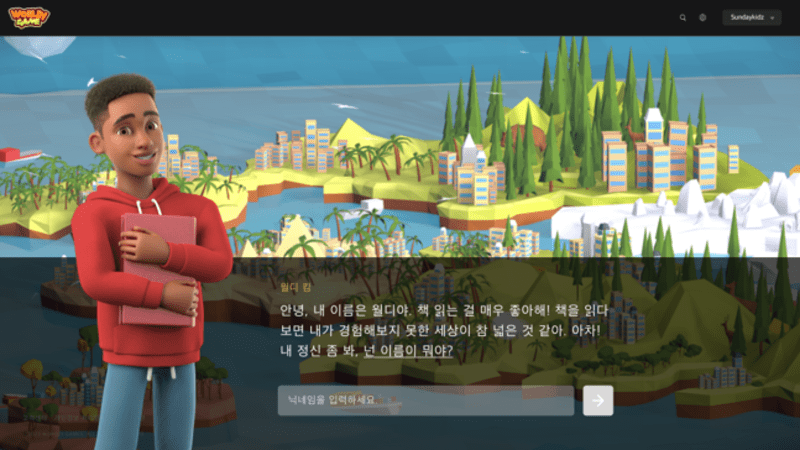 Sundaykidz
월디 킴
안녕, 내 이름은 월디야. 책 읽는 걸 매우 좋아해! 책을 읽다
보면 내가 경험해보지 못한 세상이 참 넓은 것 같아. 아차!
내 정신 좀 봐, 넌 이름이 뭐야?
닉네임을 입력하세요.